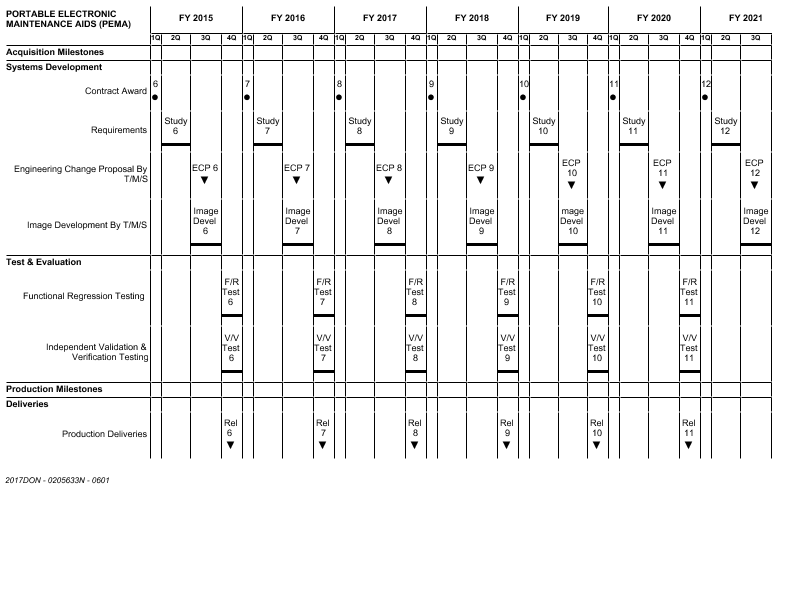 PORTABLE ELECTRONIC
MAINTENANCE AIDS (PEMA)
FY 2015 FY 2016 FY 2017 FY 2018 FY 2019 FY 2020 FY 2021
1Q 2Q 3Q 4Q 1Q 2Q 3Q 4Q 1Q 2Q 3Q 4Q 1Q 2Q 3Q 4Q 1Q 2Q 3Q 4Q 1Q 2Q 3Q 4Q 1Q 2Q 3Q
Acquisition Milestones
Systems Development
6 7 8 9 10 11 12
Contract Award
Study Study Study Study Study Study Study
Requirements 6 7 8 9 10 11 12
Engineering Change Proposal By
T/M/S
ECP 6 ECP 7 ECP 8 ECP 9 ECP ECP ECP
10 11 12
Image Image Image Image mage Image Image
Image Development By T/M/S Devel Devel Devel Devel Devel Devel Devel
6 7 8 9 10 11 12
Test & Evaluation
F/R F/R F/R F/R F/R F/R
Functional Regression Testing Test Test Test Test Test Test
6 7 8 9 10 11
V/V V/V V/V V/V V/V V/V
Independent Validation & Test Test Test Test Test Test
Verification Testing 6 7 8 9 10 11
Production Milestones
Deliveries
Rel Rel Rel Rel Rel Rel
Production Deliveries 6 7 8 9 10 11
2017DON - 0205633N - 0601